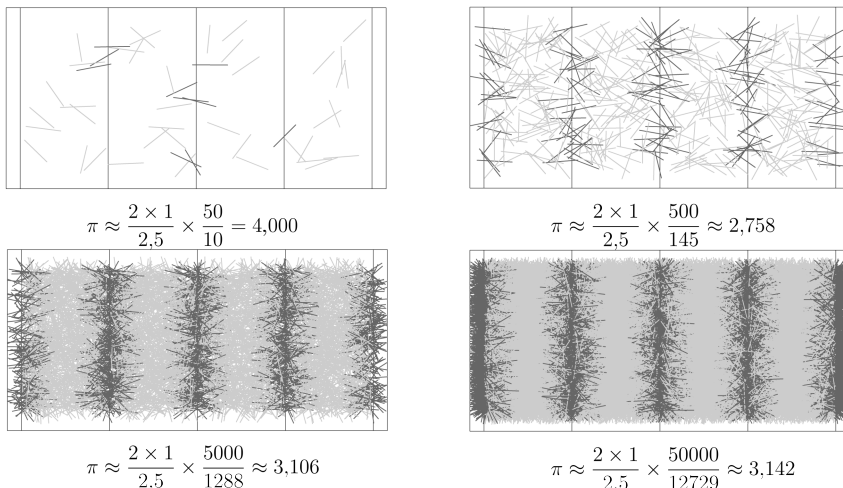 π ≈ 2 × 1 / 2,5 × 50 / 10 = 4,000
π ≈ 2 × 1 / 2,5 × 500 / 145 ≈ 2,758
π ≈ 2 × 1 / 2,5 × 5000 / 1288 ≈ 3,106
π ≈ 2 × 1 / 2,5 × 50000 / 12729 ≈ 3,142